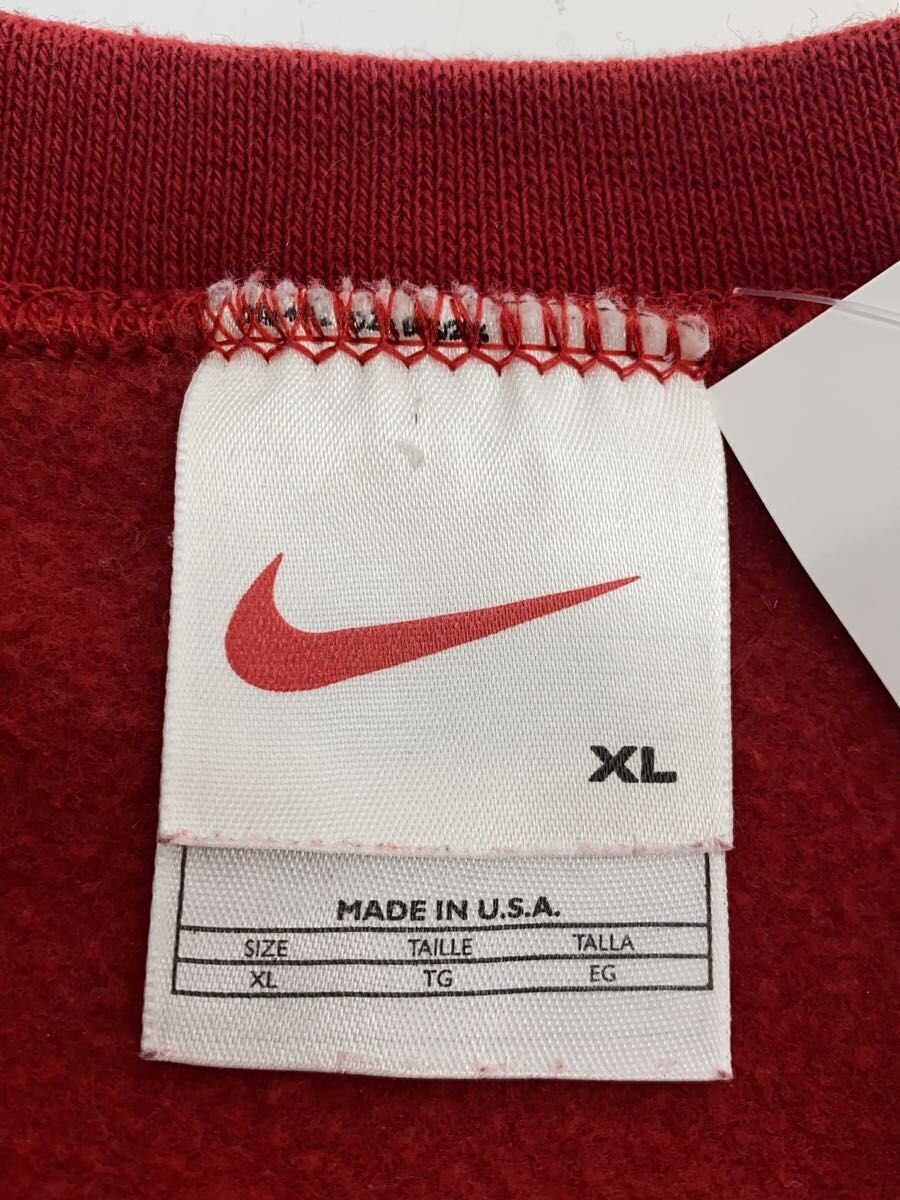 XL
MADE IN U.S.A.
SIZE TAILLE TALLA
XL TG EG